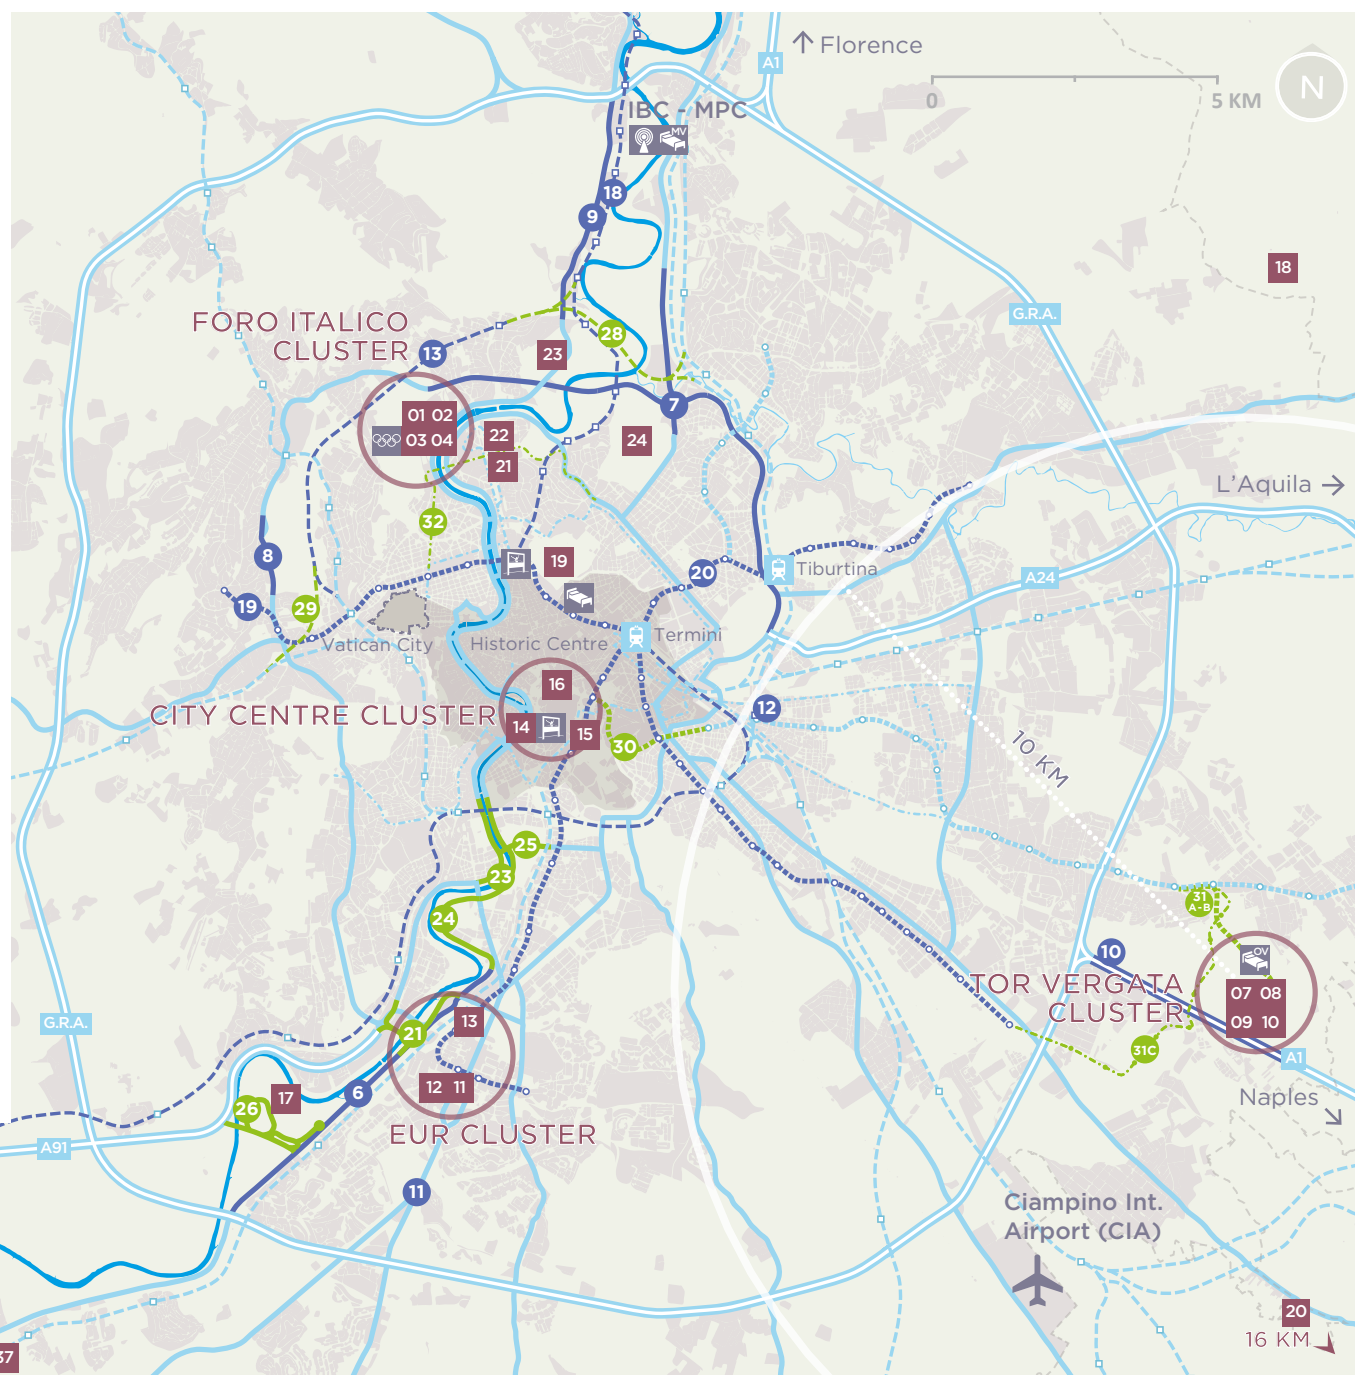 Florence
A1
N
0
5 KM
IBC - MPC
MV
18
9
18
G.R.A.
FORO ITALICO
CLUSTER
13
28
23
7
01 02
03 04
22
21
24
L'Aquila
32
8
19
20
Tiburtina
A24
19
29
Vatican City
Historic Centre
Termini
16
CITY CENTRE CLUSTER
14
15
12
30
10 KM
25
23
24
31
A-B
10
OV
TOR VERGATA
CLUSTER
07 08
09 10
G.R.A.
21
13
31C
A1
12 11
6
17
26
Naples
EUR CLUSTER
A91
11
Ciampino Int.
Airport (CIA)
20
16 KM
37